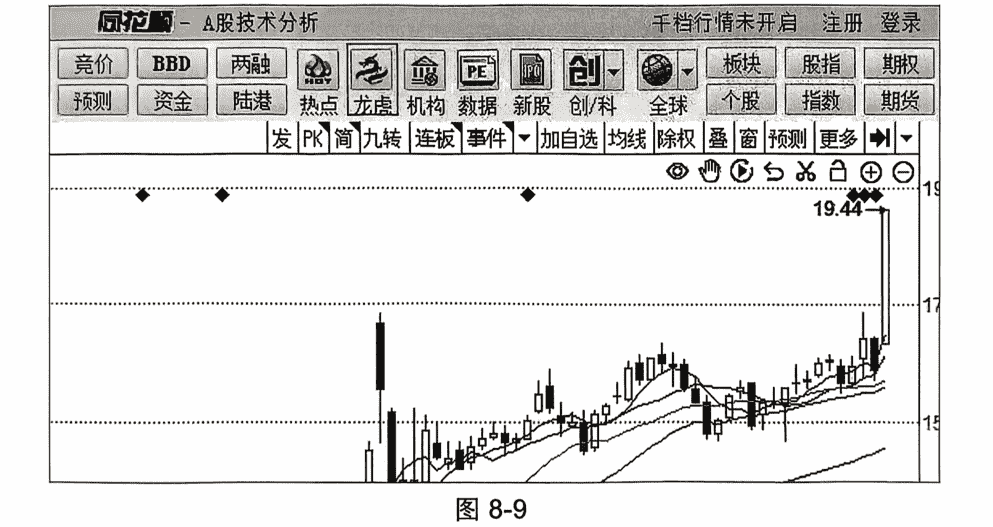 同花顺 - A股技术分析 千档行情未开启 注册 登录
竞价 BBD 两融 板块 股指 期权
HOT PE IPO 创
预测 资金 陆港 热点 龙虎 机构 数据 新股 创/科 全球 个股 指数 期货
发 PK 简 九转 连板 事件 加自选 均线 除权 叠 窗 预测 更多
19
19.44
17
15
图 8-9